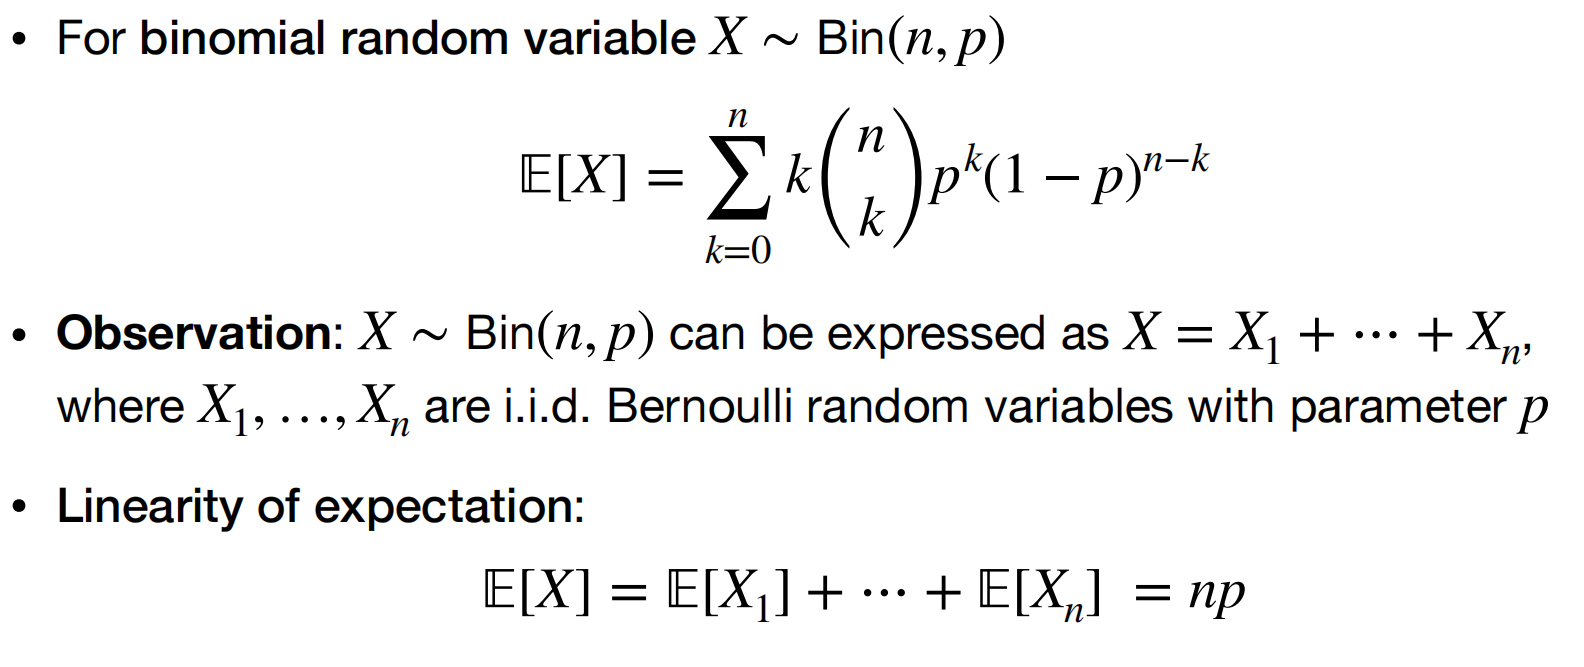 • For binomial random variable X ∼ Bin(n, p)
𝔼[X] = ∑_{k=0}^{n} k \binom{n}{k} p^k (1 − p)^{n−k}
• Observation: X ∼ Bin(n, p) can be expressed as X = X_1 + ⋯ + X_n,
where X_1, …, X_n are i.i.d. Bernoulli random variables with parameter p
• Linearity of expectation:
𝔼[X] = 𝔼[X_1] + ⋯ + 𝔼[X_n] = np